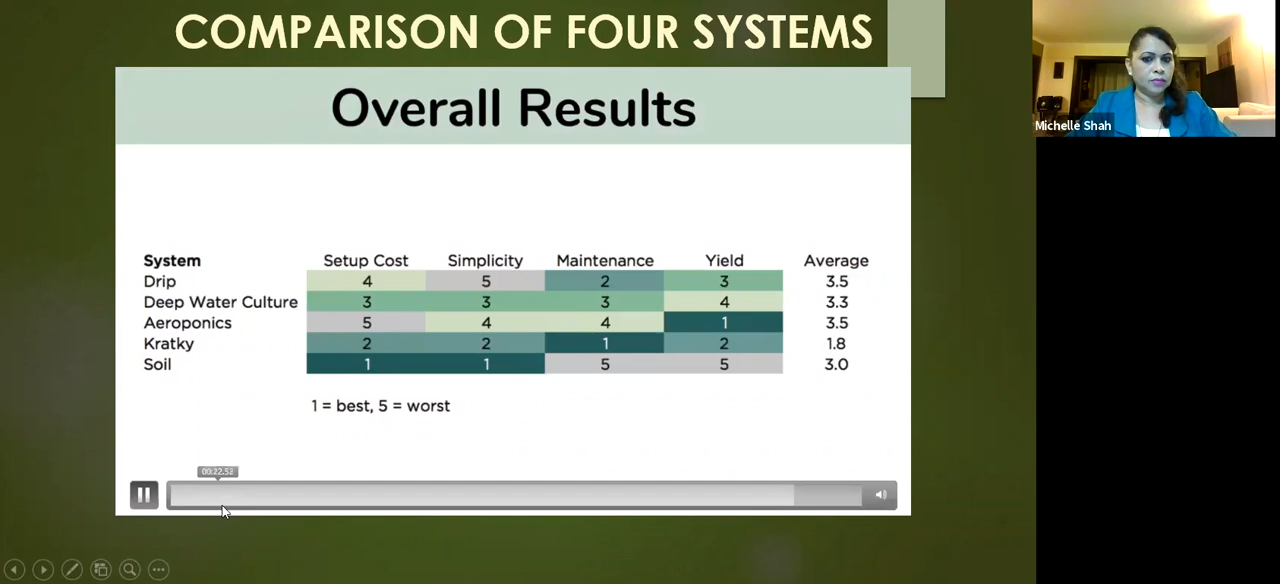 COMPARISON OF FOUR SYSTEMS
Michelle Shah
Overall Results
System Setup Cost Simplicity Maintenance Yield Average
Drip 4 5 2 3 3.5
Deep Water Culture 3 3 3 4 3.3
Aeroponics 5 4 4 1 3.5
Kratky 2 2 1 2 1.8
Soil 1 1 5 5 3.0
1 = best, 5 = worst
00:22.52